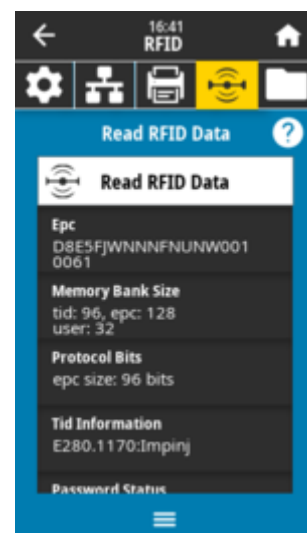 16:41
RFID
Read RFID Data
?
Read RFID Data
Epc
D8E5FJWNNNFNUNW001
0061
Memory Bank Size
tid: 96, epc: 128
user: 32
Protocol Bits
epc size: 96 bits
Tid Information
E280.1170:Impinj
Password Status